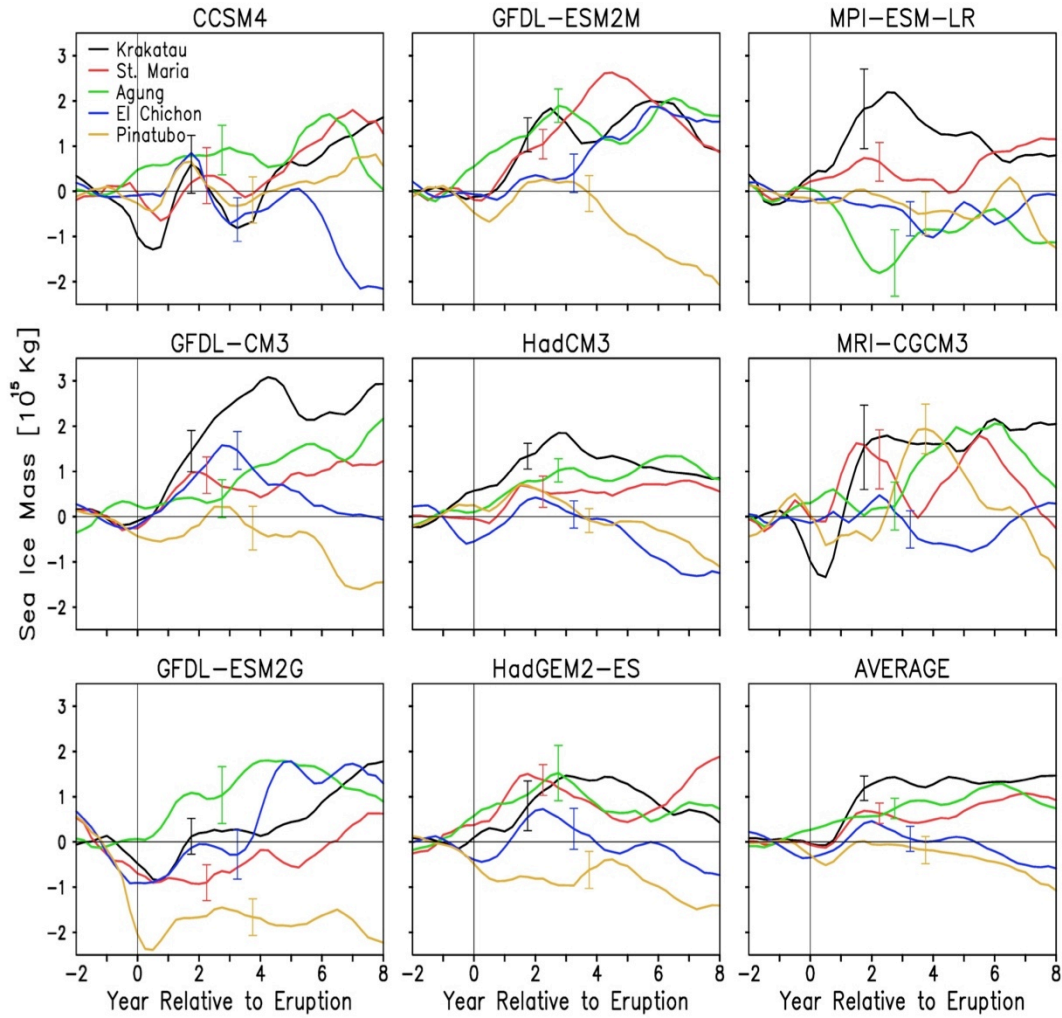 CCSM4
GFDL-ESM2M
MPI-ESM-LR
3
2
1
0
-1
-2
Krakatau
St. Maria
Agung
El Chichon
Pinatubo
Sea Ice Mass [10^15 Kg]
GFDL-CM3
HadCM3
MRI-CGCM3
3
2
1
0
-1
-2
GFDL-ESM2G
HadGEM2-ES
AVERAGE
3
2
1
0
-1
-2
-2 0 2 4 6 8
-2 0 2 4 6 8
-2 0 2 4 6 8
Year Relative to Eruption
Year Relative to Eruption
Year Relative to Eruption